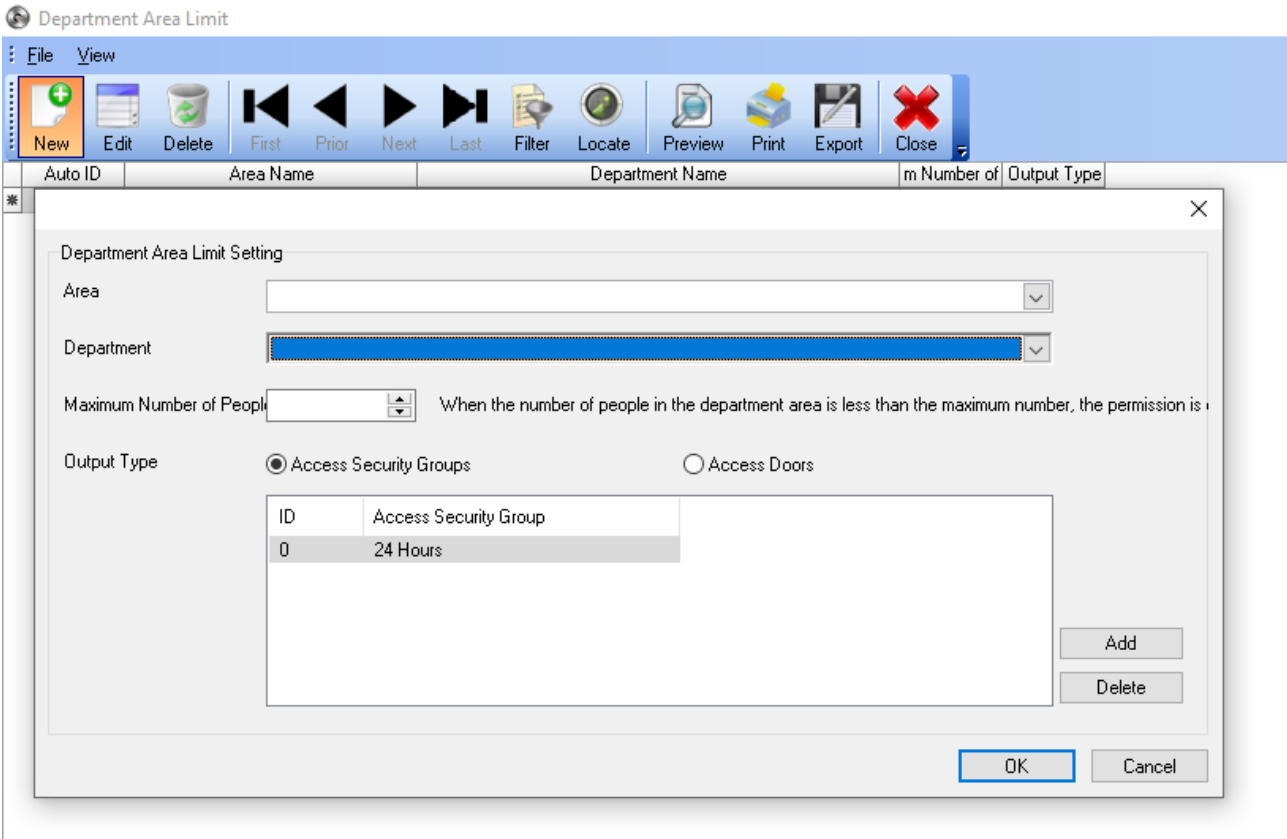 Department Area Limit
File View
New Edit Delete First Prior Next Last Filter Locate Preview Print Export Close
Auto ID Area Name Department Name m Number of Output Type
Department Area Limit Setting
Area
Department
Maximum Number of Peopl When the number of people in the department area is less than the maximum number, the permission is
Output Type Access Security Groups Access Doors
ID Access Security Group
0 24 Hours
Add
Delete
OK Cancel